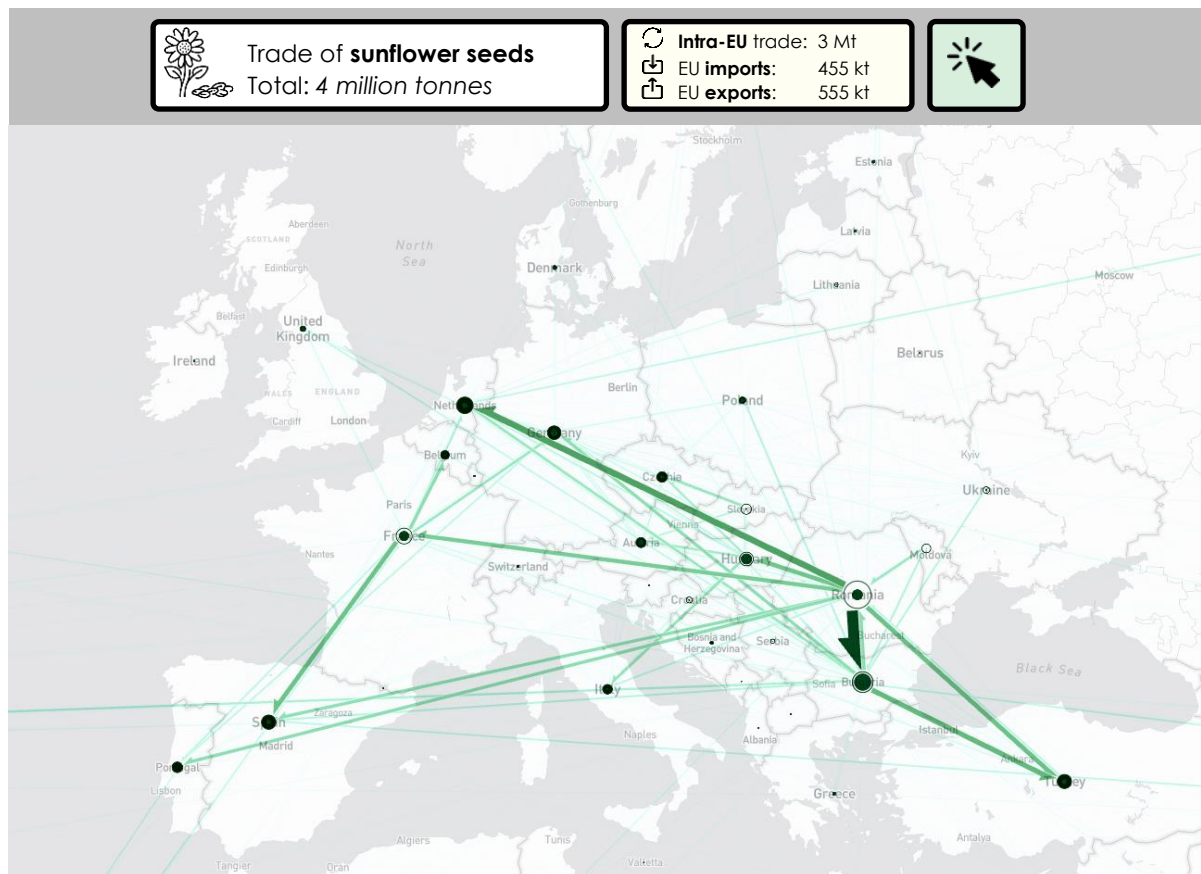 Trade of sunflower seeds
Total: 4 million tonnes
Intra-EU trade: 3 Mt
EU imports: 455 kt
EU exports: 555 kt
Stockholm
Estonia
Gothenburg
Aberdeen
SCOTLAND
North
Sea
Latvia
Edinburgh
Denmark
Moscow
Lithuania
Belfast
United
Kingdom
Ireland
Belarus
Berlin
WALES
ENGLAND
Netherlands
Poland
Cardiff
London
Germany
Belgium
Kyiv
Czechia
Ukraine
Paris
Slovakia
Vienna
France
Austria
Nantes
Hungary
Moldova
Switzerland
Romania
Croatia
Bosnia and
Herzegovina
Serbia
Bucharest
Black Sea
Sofia
Bulgaria
Italy
Zaragoza
Spain
Istanbul
Naples
Madrid
Albania
Ankara
Portugal
Turkey
Lisbon
Greece
Antalya
Algiers
Tunis
Tangier
Oran
Valletta